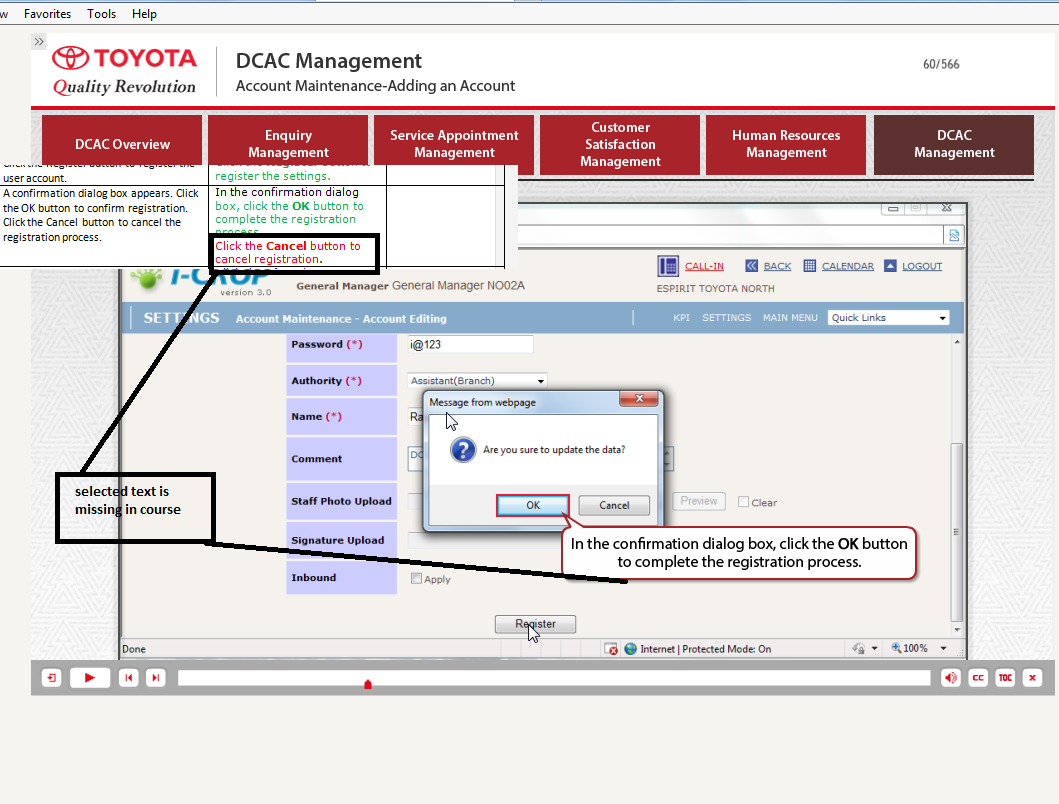 w Favorites Tools Help
»
TOYOTA
Quality Revolution
DCAC Management
Account Maintenance-Adding an Account
60/566
DCAC Overview
Enquiry
Management
Service Appointment
Management
Customer
Satisfaction
Management
Human Resources
Management
DCAC
Management
Click the Register button to register the
user account.
register the settings.
A confirmation dialog box appears. Click
the OK button to confirm registration.
Click the Cancel button to cancel the
registration process.
In the confirmation dialog
box, click the OK button to
complete the registration
process.
Click the Cancel button to
cancel registration.
i-CROP
version 3.0
General Manager General Manager NO02A
CALL-IN BACK CALENDAR LOGOUT
ESPIRIT TOYOTA NORTH
SETTINGS Account Maintenance - Account Editing
KPI SETTINGS MAIN MENU Quick Links
Password (*) i@123
Authority (*) Assistant(Branch)
Name (*) Ra
Comment DC
Staff Photo Upload Preview Clear
Signature Upload
Inbound Apply
Register
Message from webpage
Are you sure to update the data?
OK Cancel
In the confirmation dialog box, click the OK button
to complete the registration process.
selected text is
missing in course
Done
Internet | Protected Mode: On
100%
CC TOC